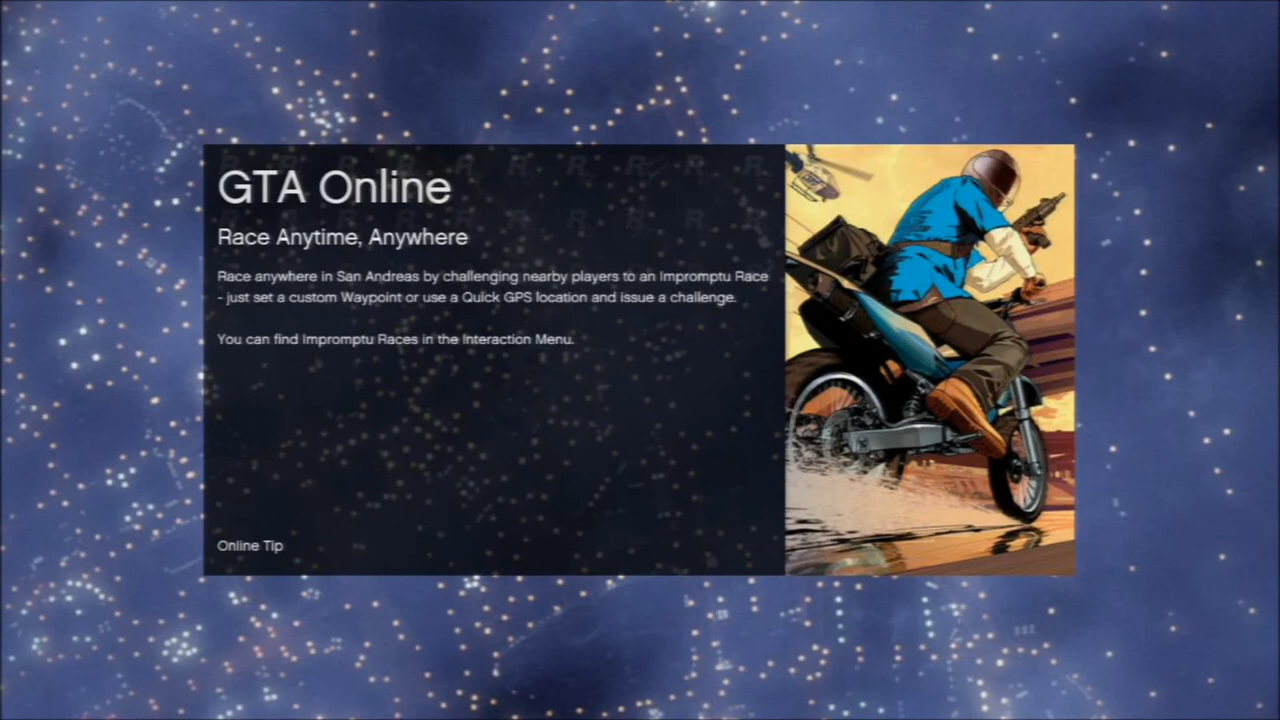 GTA Online
Race Anytime, Anywhere
Race anywhere in San Andreas by challenging nearby players to an Impromptu Race
- just set a custom Waypoint or use a Quick GPS location and issue a challenge.
You can find Impromptu Races in the Interaction Menu.
Online Tip